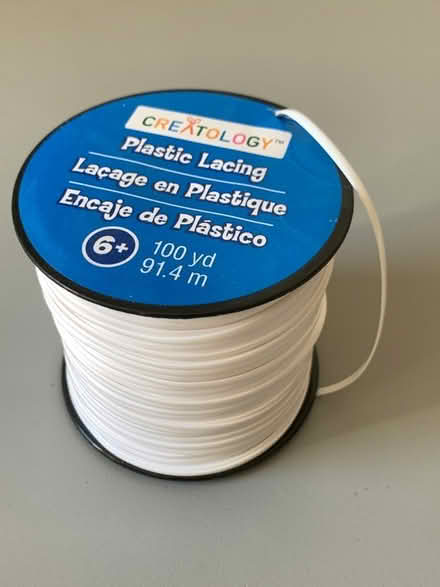 CREATOLOGY™
Plastic Lacing
Laçage en Plastique
Encaje de Plástico
6+
100 yd
91.4 m